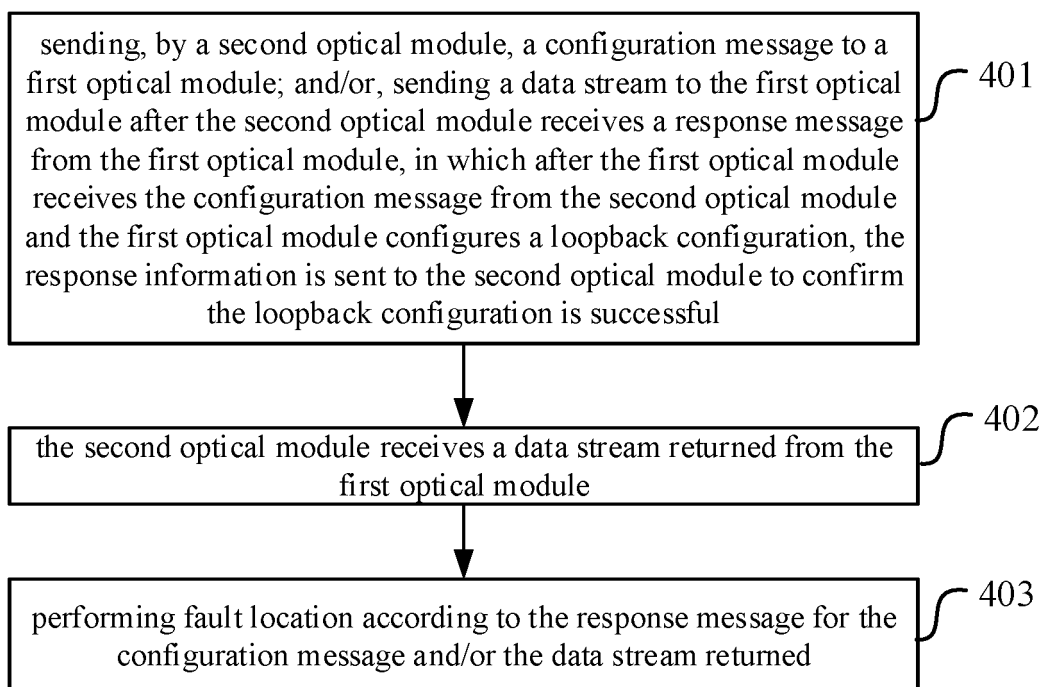 sending, by a second optical module, a configuration message to a
first optical module; and/or, sending a data stream to the first optical
module after the second optical module receives a response message
from the first optical module, in which after the first optical module
receives the configuration message from the second optical module
and the first optical module configures a loopback configuration, the
response information is sent to the second optical module to confirm
the loopback configuration is successful
401
the second optical module receives a data stream returned from the
first optical module
402
performing fault location according to the response message for the
configuration message and/or the data stream returned
403